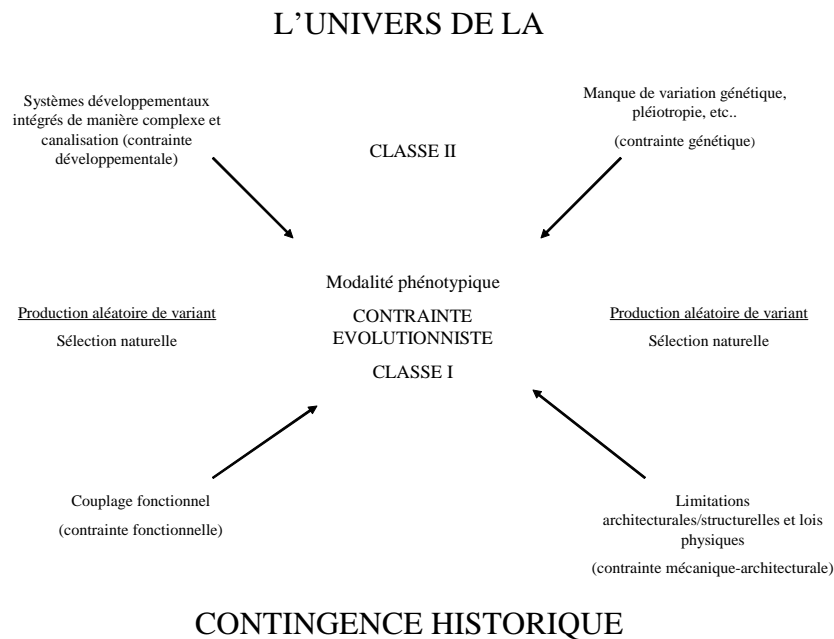 L'UNIVERS DE LA
Systèmes développementaux
intégrés de manière complexe et
canalisation (contrainte
développementale)
Manque de variation génétique,
pléiotropie, etc..
(contrainte génétique)
CLASSE II
Modalité phénotypique
CONTRAINTE
EVOLUTIONNISTE
CLASSE I
Production aléatoire de variant
Sélection naturelle
Production aléatoire de variant
Sélection naturelle
Couplage fonctionnel
(contrainte fonctionnelle)
Limitations
architecturales/structurelles et lois
physiques
(contrainte mécanique-architecturale)
CONTINGENCE HISTORIQUE